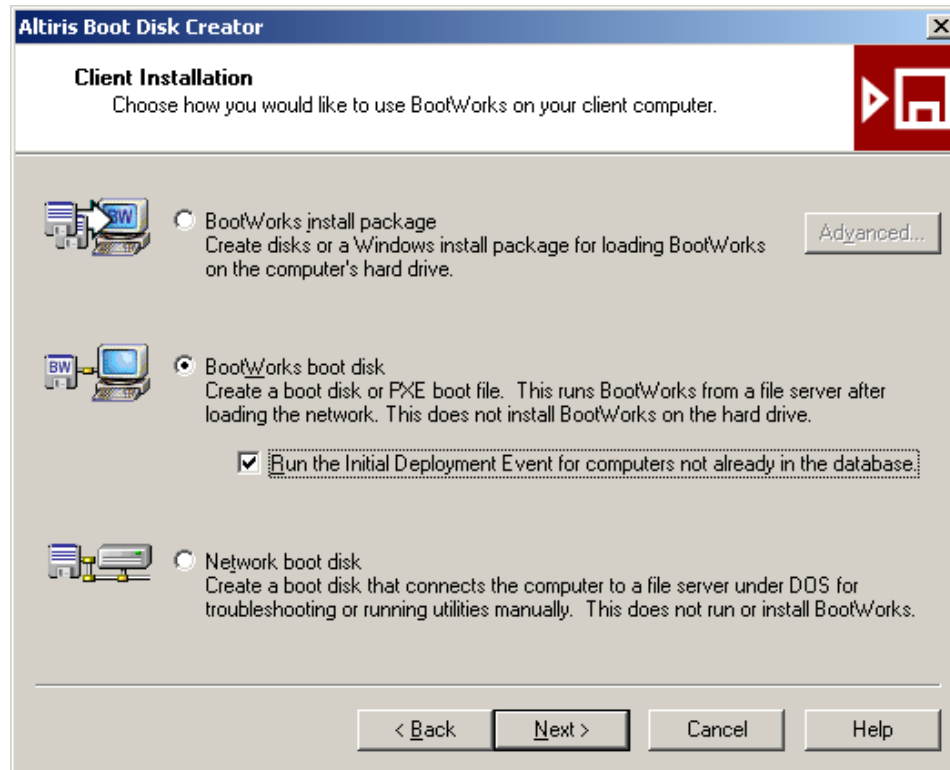 Altiris Boot Disk Creator
Client Installation
Choose how you would like to use BootWorks on your client computer.
BW
BootWorks install package
Create disks or a Windows install package for loading BootWorks
on the computer's hard drive.
Advanced...
BW
BootWorks boot disk
Create a boot disk or PXE boot file.  This runs BootWorks from a file server after
loading the network. This does not install BootWorks on the hard drive.
Run the Initial Deployment Event for computers not already in the database.
Network boot disk
Create a boot disk that connects the computer to a file server under DOS for
troubleshooting or running utilities manually.  This does not run or install BootWorks.
< Back
Next >
Cancel
Help